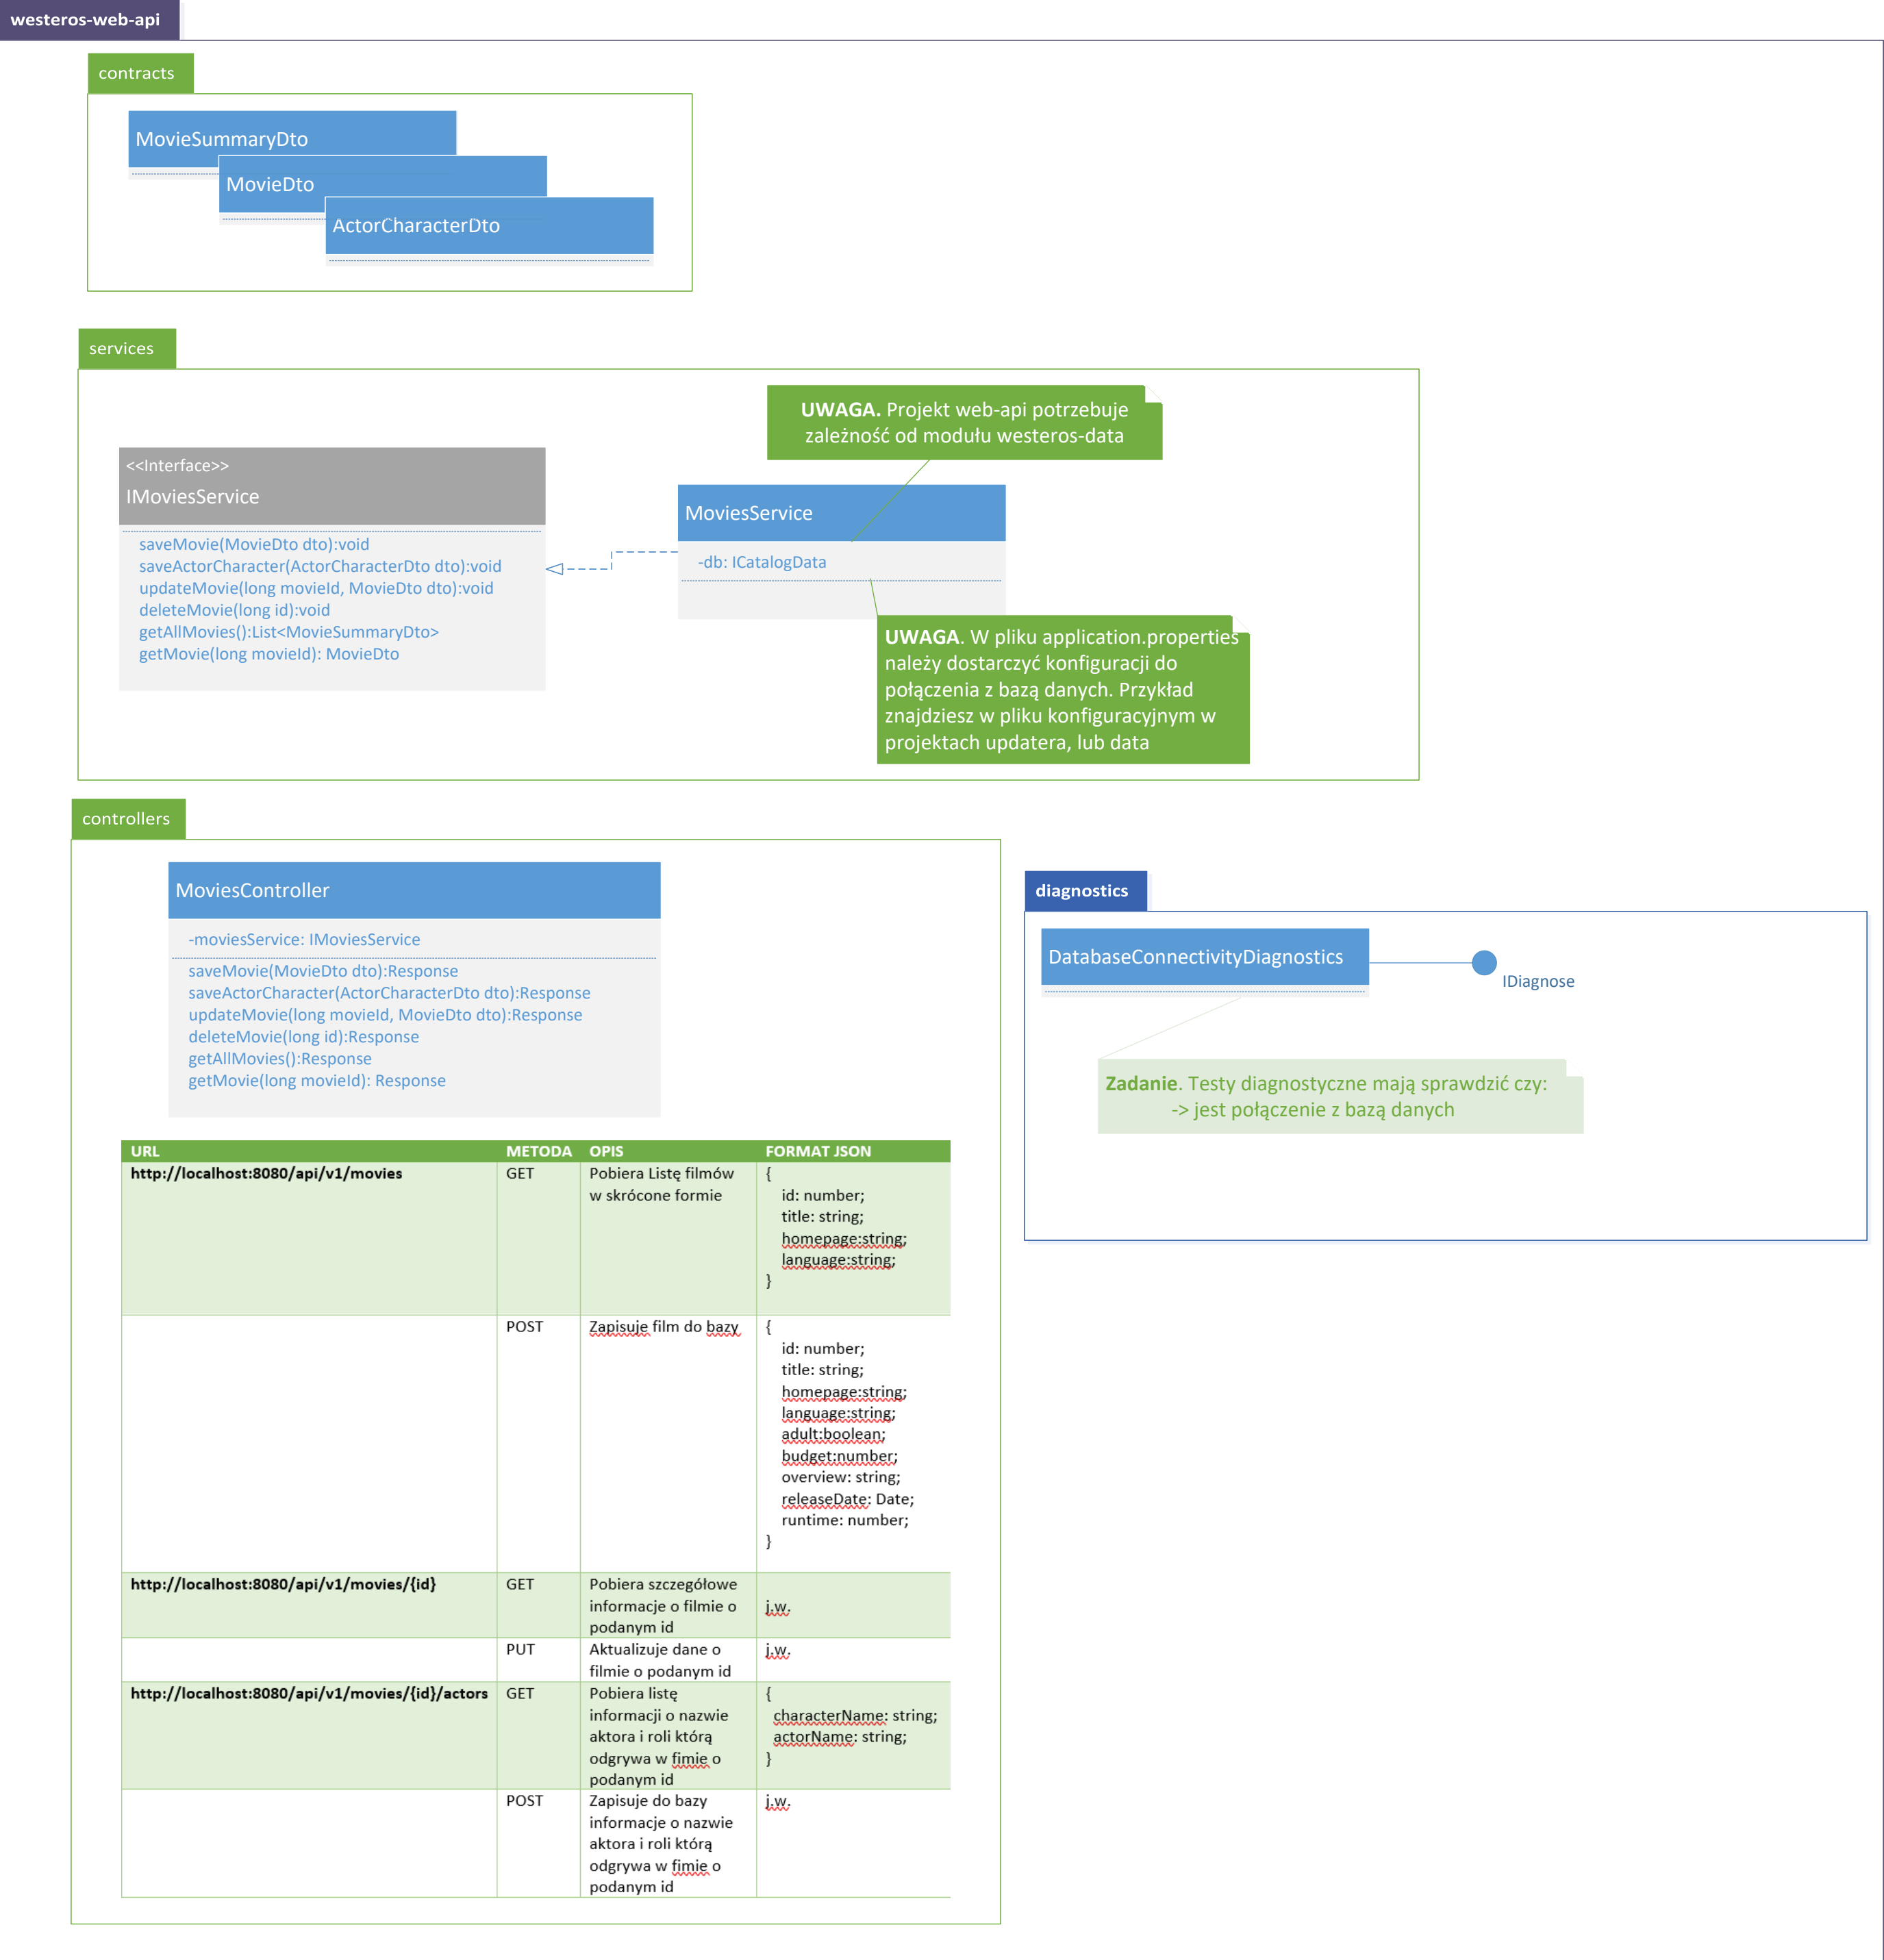 westeros-web-api
contracts
MovieSummaryDto
MovieDto
ActorCharacterDto
services
UWAGA. Projekt web-api potrzebuje
zależność od modułu westeros-data
<<Interface>>
IMoviesService
saveMovie(MovieDto dto):void
saveActorCharacter(ActorCharacterDto dto):void
updateMovie(long movieId, MovieDto dto):void
deleteMovie(long id):void
getAllMovies():List<MovieSummaryDto>
getMovie(long movieId): MovieDto
MoviesService
-db: ICatalogData
UWAGA. W pliku application.properties
należy dostarczyć konfiguracji do
połączenia z bazą danych. Przykład
znajdziesz w pliku konfiguracyjnym w
projektach updatera, lub data
controllers
MoviesController
-moviesService: IMoviesService
saveMovie(MovieDto dto):Response
saveActorCharacter(ActorCharacterDto dto):Response
updateMovie(long movieId, MovieDto dto):Response
deleteMovie(long id):Response
getAllMovies():Response
getMovie(long movieId): Response
diagnostics
DatabaseConnectivityDiagnostics
IDiagnose
Zadanie. Testy diagnostyczne mają sprawdzić czy:
-> jest połączenie z bazą danych
URL METODA OPIS FORMAT JSON
http://localhost:8080/api/v1/movies GET Pobiera Listę filmów {
w skrócone formie id: number;
title: string;
homepage:string;
language:string;
}
POST Zapisuje film do bazy {
id: number;
title: string;
homepage:string;
language:string;
adult:boolean;
budget:number;
overview: string;
releaseDate: Date;
runtime: number;
}
http://localhost:8080/api/v1/movies/{id} GET Pobiera szczegółowe
informacje o filmie o j.w.
podanym id
PUT Aktualizuje dane o j.w.
filmie o podanym id
http://localhost:8080/api/v1/movies/{id}/actors GET Pobiera listę {
informacji o nazwie characterName: string;
aktora i roli którą actorName: string;
odgrywa w fimie o }
podanym id
POST Zapisuje do bazy j.w.
informacje o nazwie
aktora i roli którą
odgrywa w fimie o
podanym id